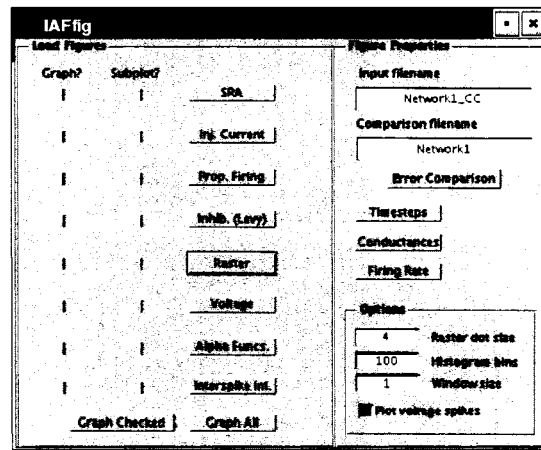 IAFfig
Load Figures
Graph? Subplot?
SRA
Inj. Current
Prop. Firing
Inhib. (Levy)
Raster
Voltage
Alpha Funcs.
Interspike Int.
Graph Checked Graph All
Figure Properties
Input filename
Network1_CC
Comparison filename
Network1
Error Comparison
Timesteps
Conductances
Firing Rate
Options
4 Raster dot size
100 Histogram bins
1 Window size
Plot voltage spikes